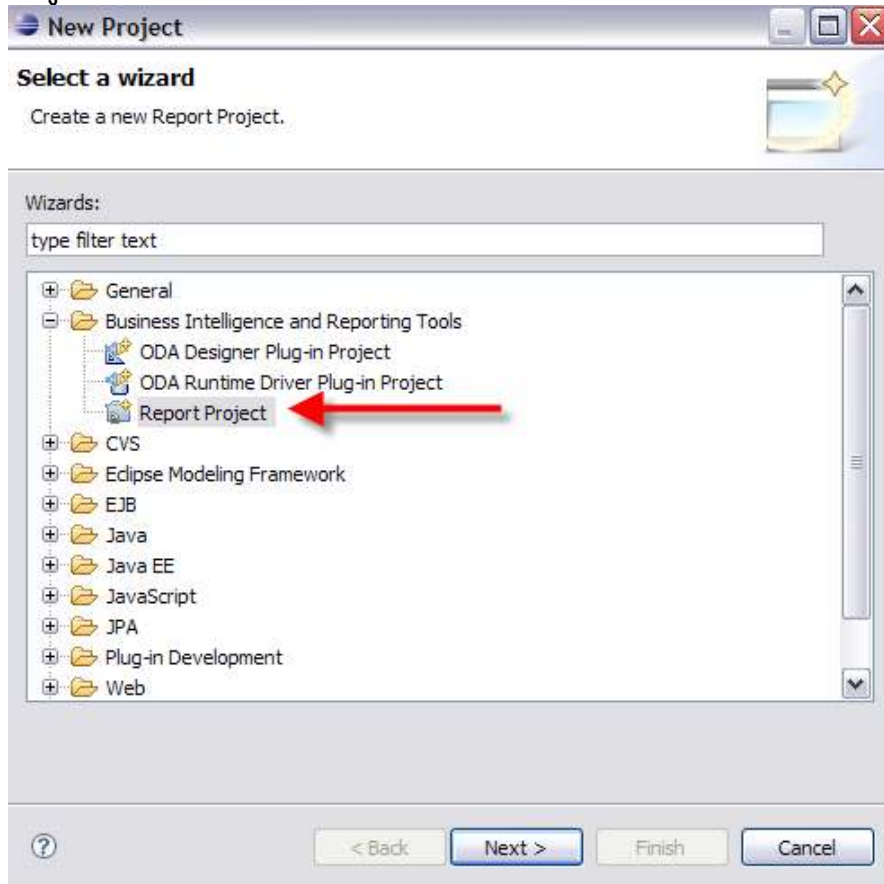 New Project
Select a wizard
Create a new Report Project.
Wizards:
type filter text
General
Business Intelligence and Reporting Tools
ODA Designer Plug-in Project
ODA Runtime Driver Plug-in Project
Report Project
CVS
Eclipse Modeling Framework
EJB
Java
Java EE
JavaScript
JPA
Plug-in Development
Web
< Back Next > Finish Cancel